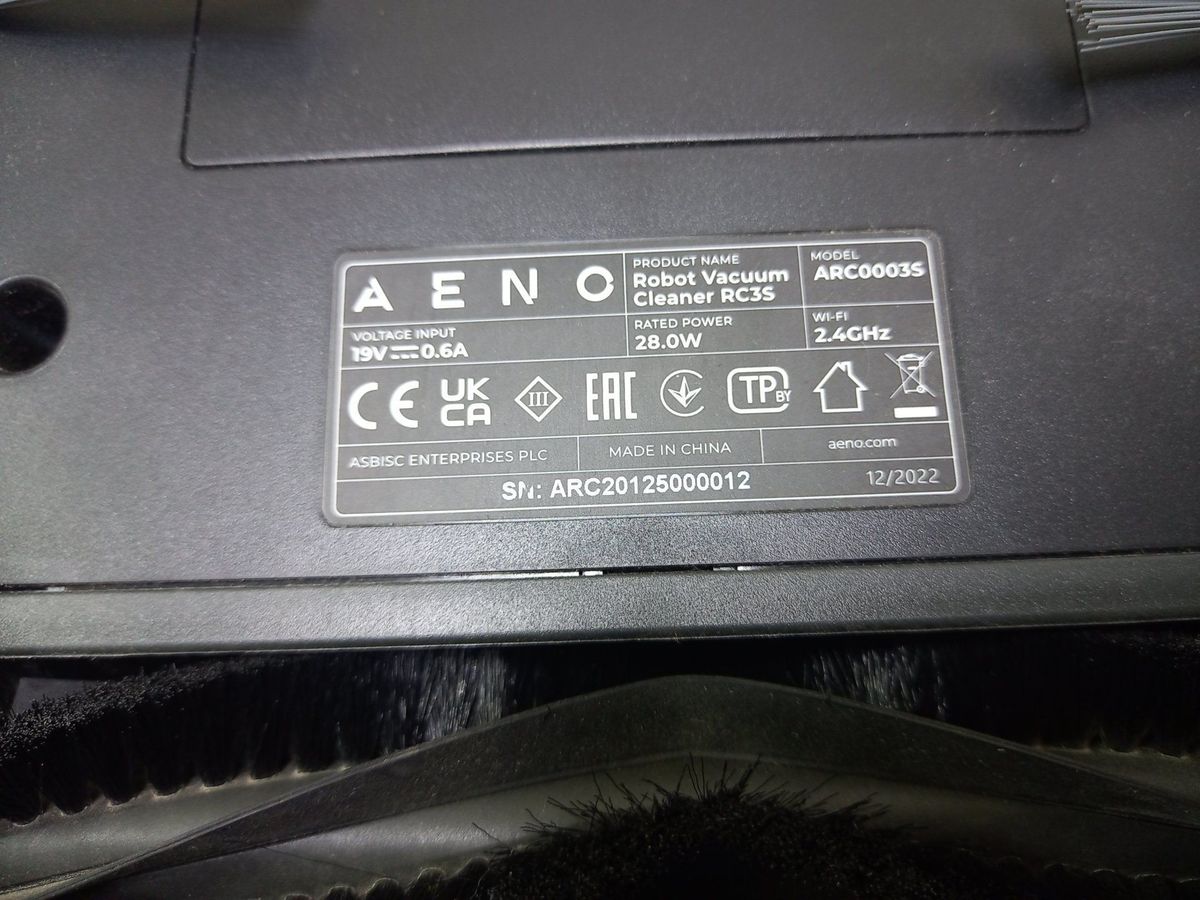 AENO
PRODUCT NAME
Robot Vacuum
Cleaner RC3S
MODEL
ARC0003S
VOLTAGE INPUT
19V⎓0.6A
RATED POWER
28.0W
WI-FI
2.4GHz
CE UK CA III EAC TP BY
ASBISC ENTERPRISES PLC
MADE IN CHINA
aeno.com
SN: ARC20125000012
12/2022